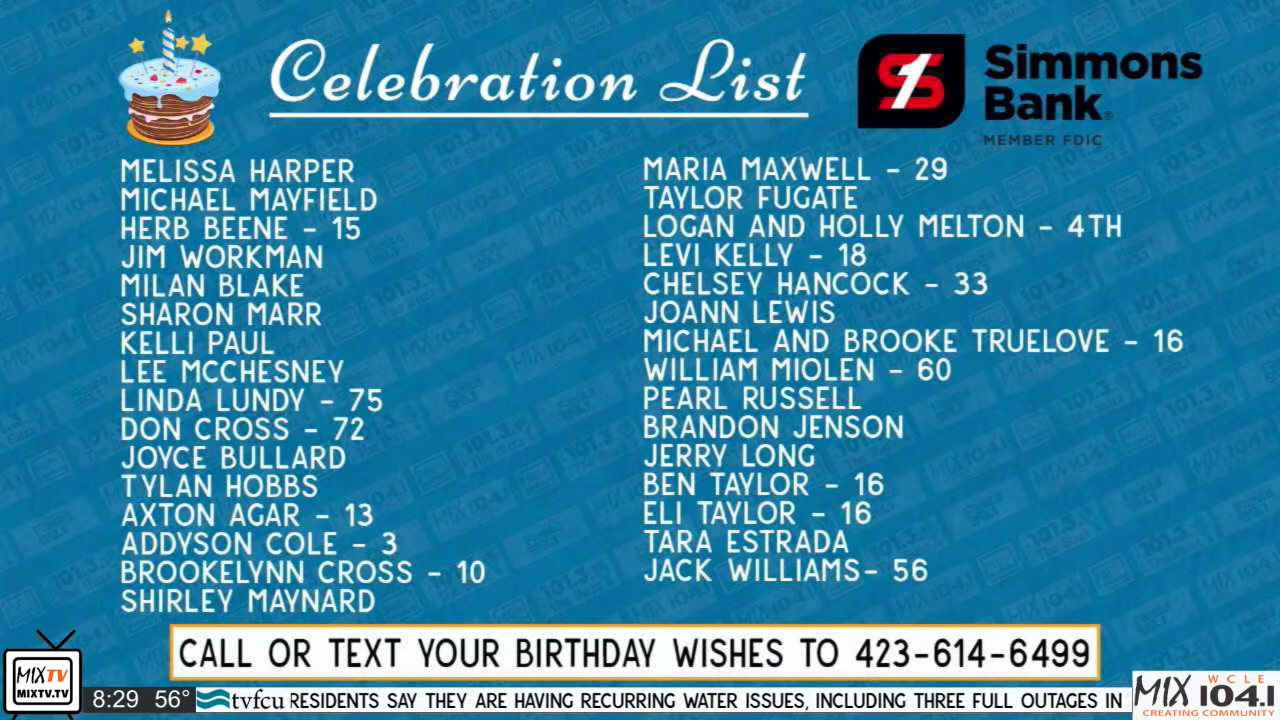 Celebration List
Simmons
Bank
MEMBER FDIC
MELISSA HARPER
MICHAEL MAYFIELD
HERB BEENE - 15
JIM WORKMAN
MILAN BLAKE
SHARON MARR
KELLI PAUL
LEE MCCHESNEY
LINDA LUNDY - 75
DON CROSS - 72
JOYCE BULLARD
TYLAN HOBBS
AXTON AGAR - 13
ADDYSON COLE - 3
BROOKELYNN CROSS - 10
SHIRLEY MAYNARD
MARIA MAXWELL - 29
TAYLOR FUGATE
LOGAN AND HOLLY MELTON - 4TH
LEVI KELLY - 18
CHELSEY HANCOCK - 33
JOANN LEWIS
MICHAEL AND BROOKE TRUELOVE - 16
WILLIAM MIOLEN - 60
PEARL RUSSELL
BRANDON JENSON
JERRY LONG
BEN TAYLOR - 16
ELI TAYLOR - 16
TARA ESTRADA
JACK WILLIAMS- 56
CALL OR TEXT YOUR BIRTHDAY WISHES TO 423-614-6499
MIXTV
MIXTV.TV
8:29 56° tvfcu RESIDENTS SAY THEY ARE HAVING RECURRING WATER ISSUES, INCLUDING THREE FULL OUTAGES IN
WCLE
MIX 104.1
CREATING COMMUNITY